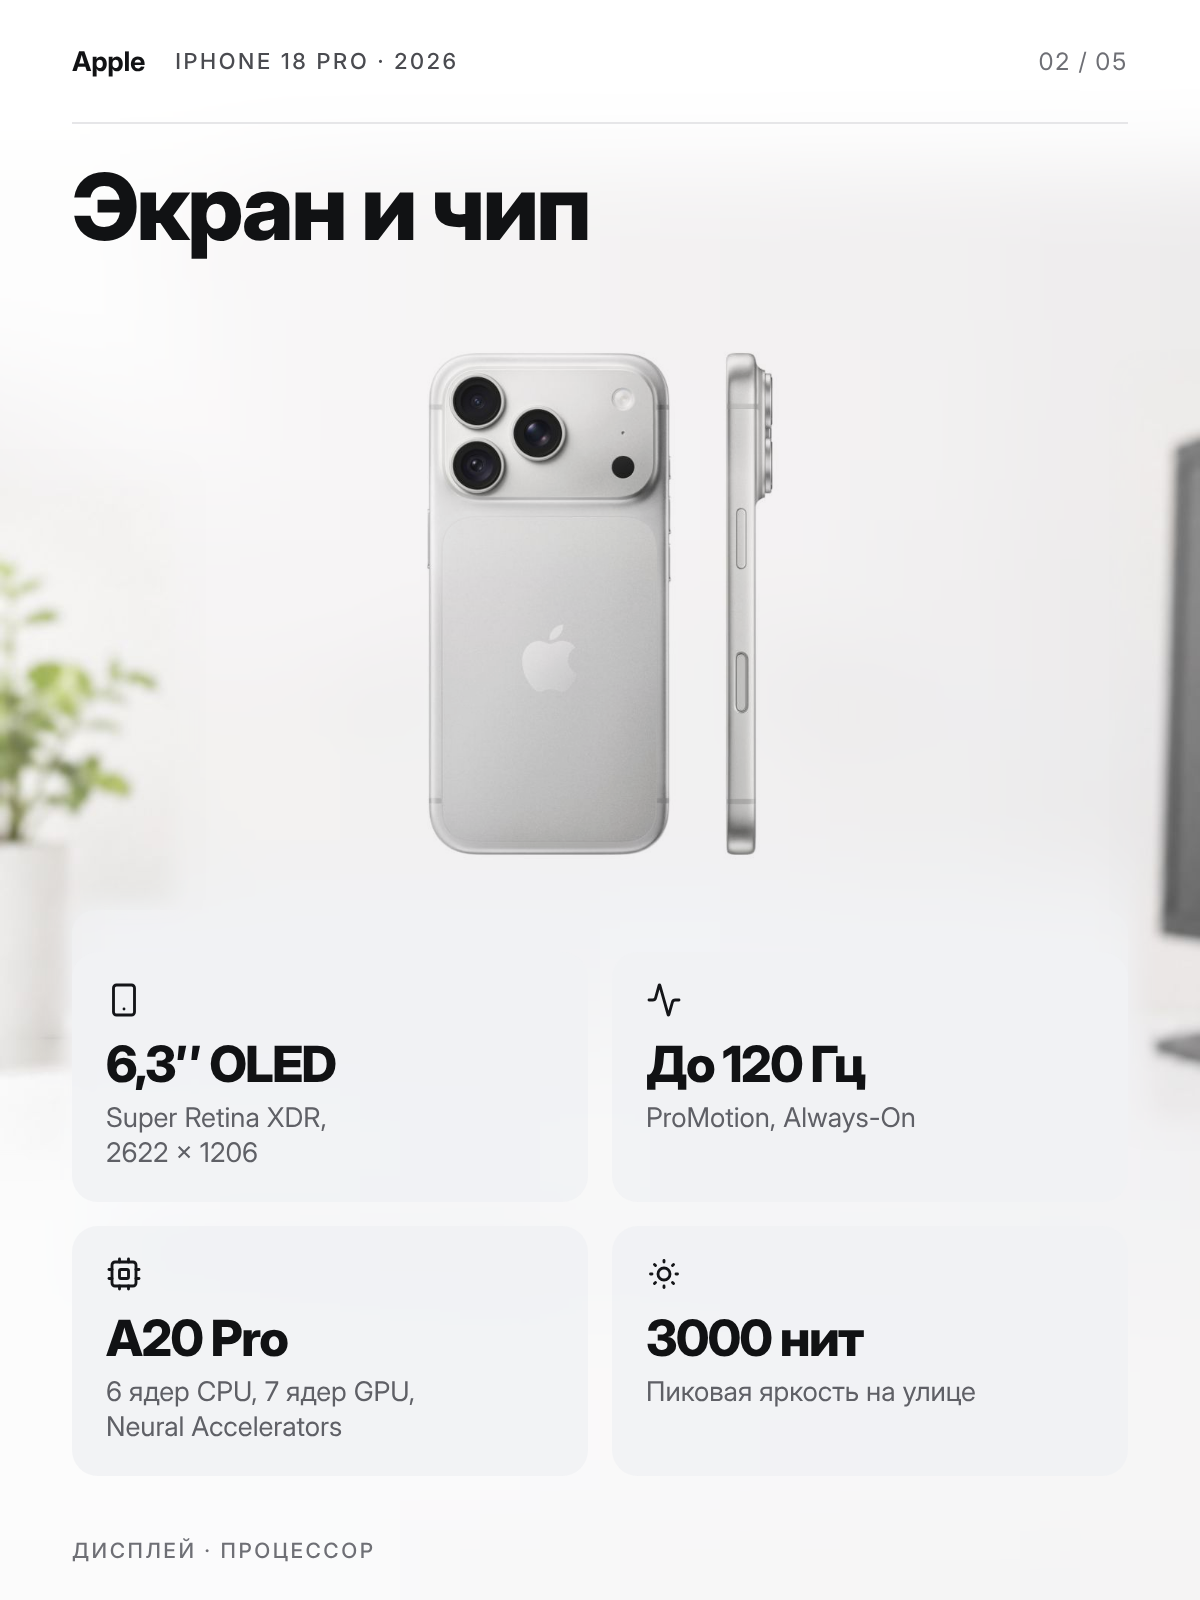 Apple IPHONE 18 PRO · 2026 02 / 05
Экран и чип
6,3″ OLED
Super Retina XDR,
2622 × 1206
До 120 Гц
ProMotion, Always-On
A20 Pro
6 ядер CPU, 7 ядер GPU,
Neural Accelerators
3000 нит
Пиковая яркость на улице
ДИСПЛЕЙ · ПРОЦЕССОР